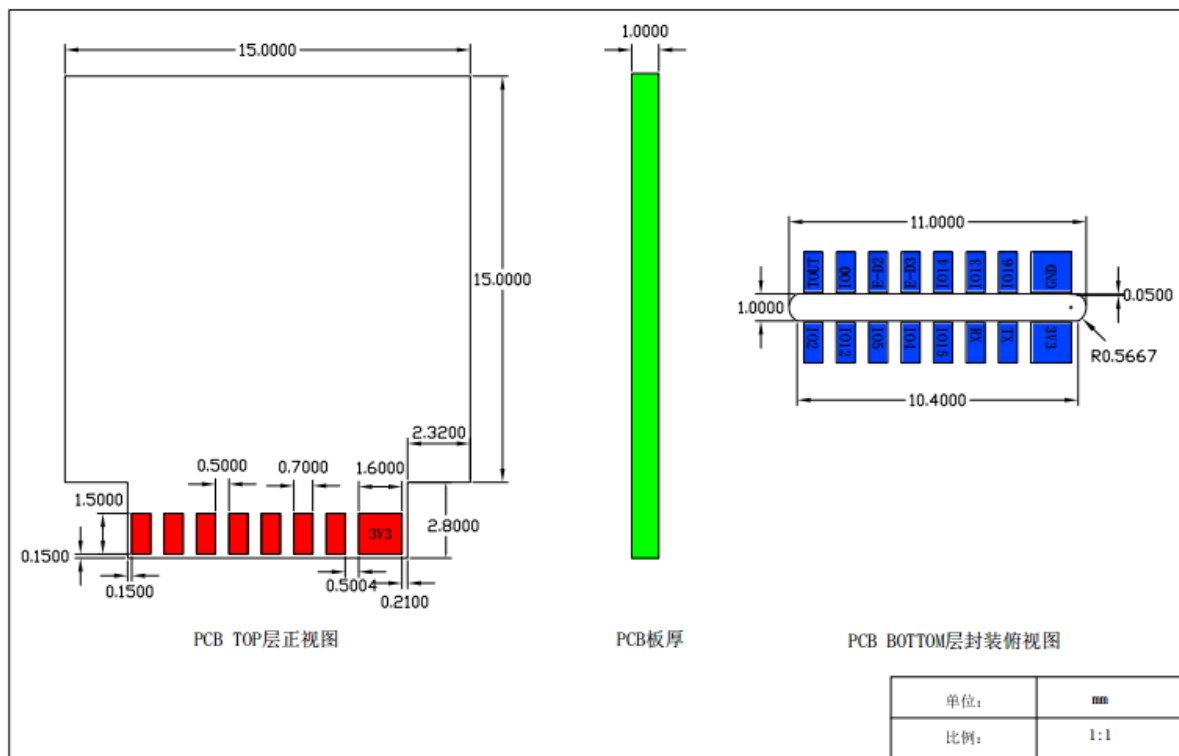 15.0000
15.0000
2.3200
0.5000
0.7000
1.6000
1.5000
3V3
2.8000
0.1500
0.1500
0.5004
0.2100
PCB TOP层正视图
1.0000
PCB板厚
11.0000
TOUT
IO0
E-D2
E-D3
IO14
IO13
IO16
GND
0.0500
1.0000
IO2
IO12
IO5
IO4
IO15
RX
TX
3V3
R0.5667
10.4000
PCB BOTTOM层封装俯视图
单位: mm
比例: 1:1